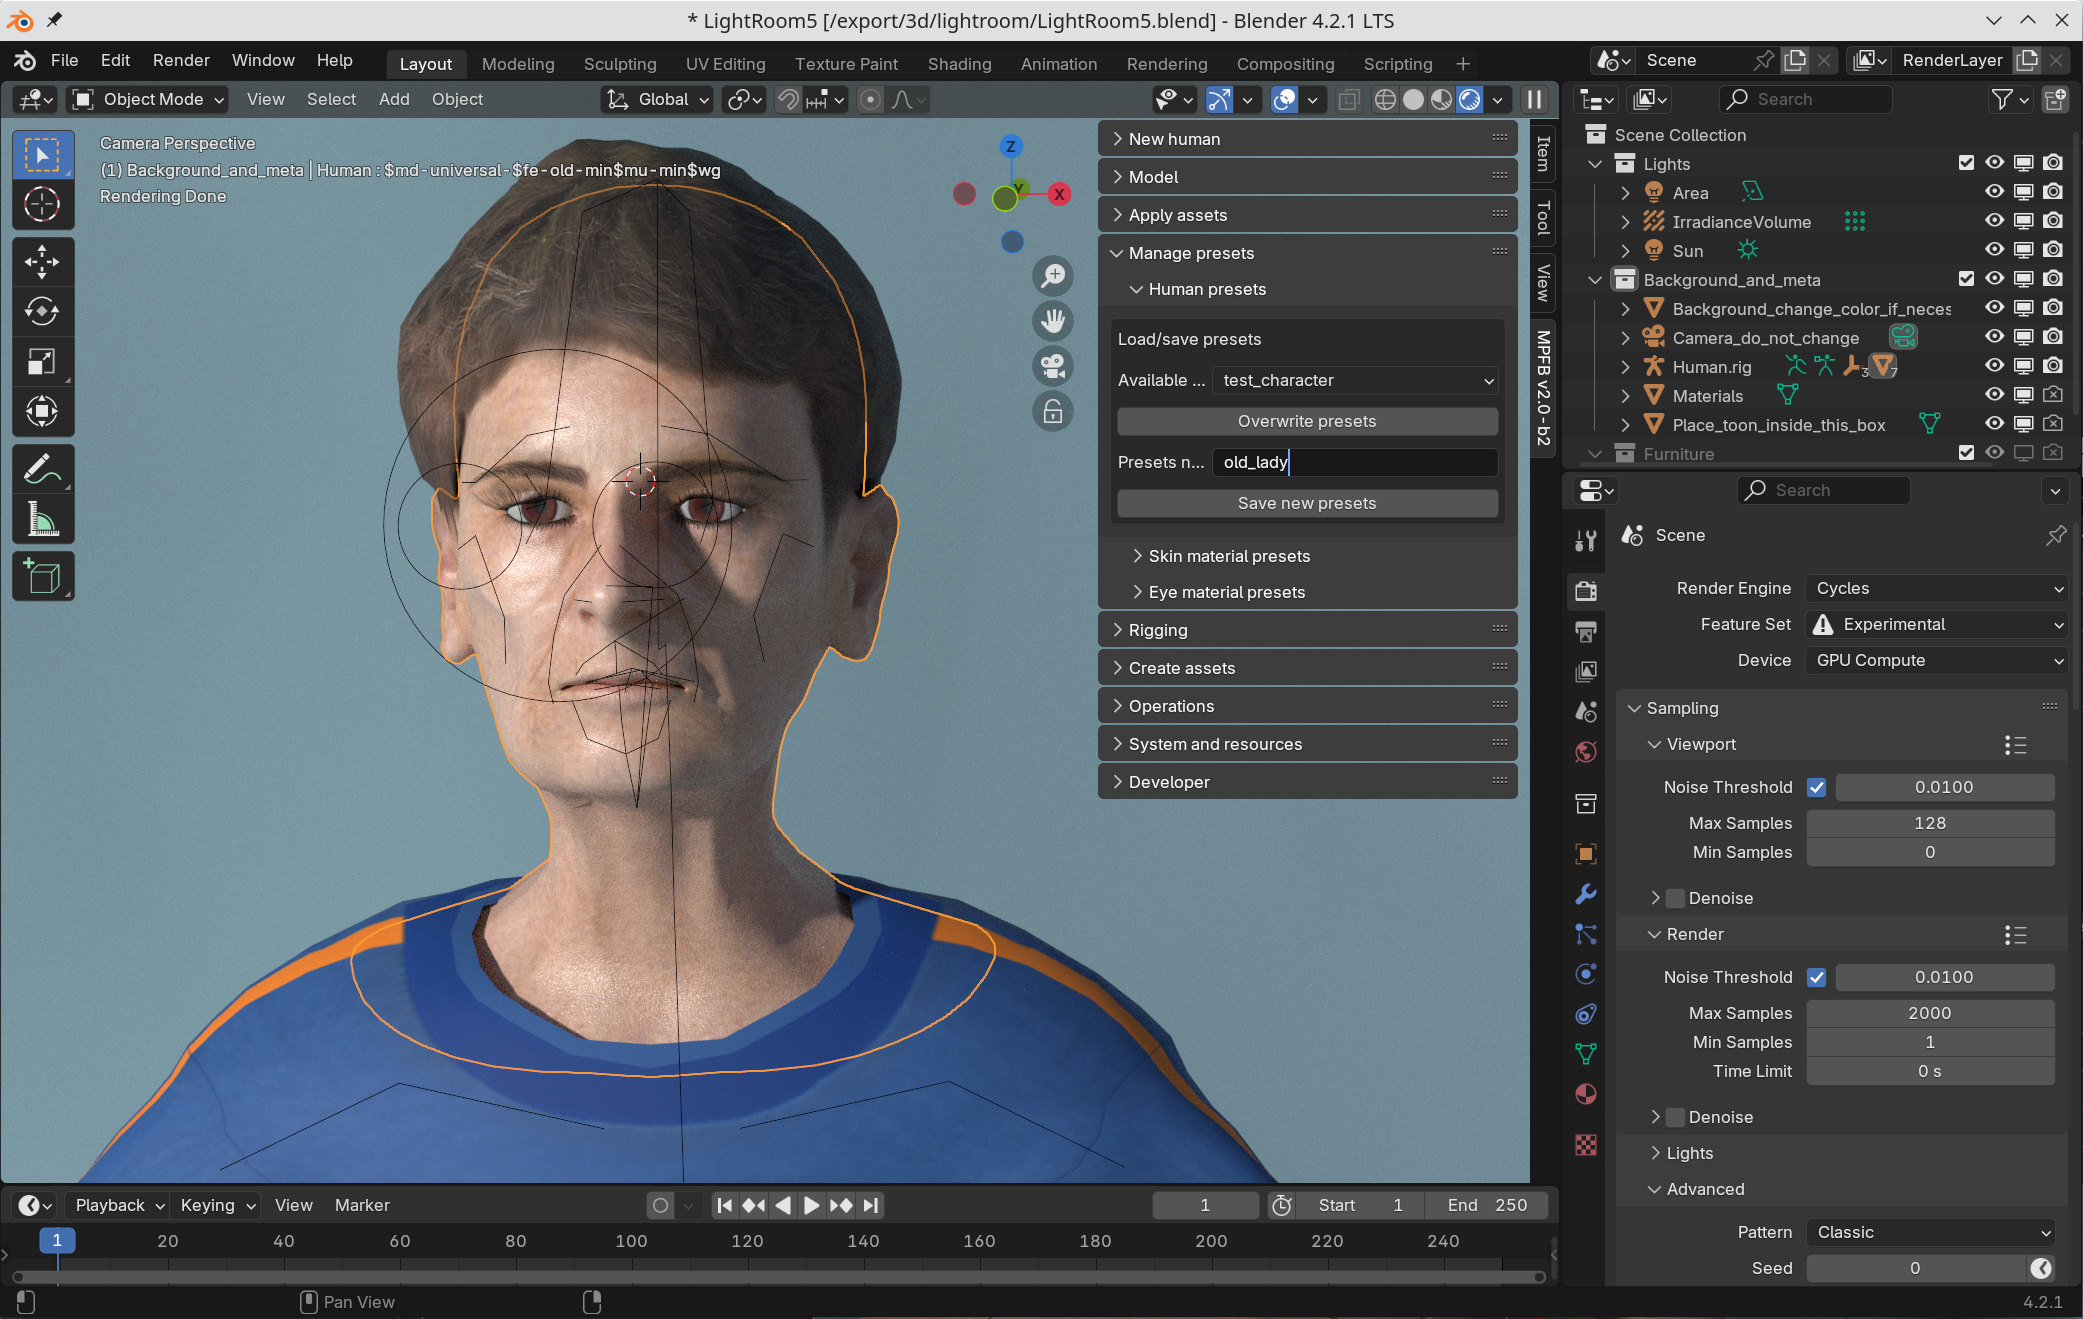 * LightRoom5 [/export/3d/lightroom/LightRoom5.blend] - Blender 4.2.1 LTS
File Edit Render Window Help Layout Modeling Sculpting UV Editing Texture Paint Shading Animation Rendering Compositing Scripting + Scene RenderLayer
Object Mode View Select Add Object Global Search
Camera Perspective
(1) Background_and_meta | Human : $md-universal-$fe-old-min$mu-min$wg
Rendering Done
Z
Y
X
New human
Model
Apply assets
Manage presets
Human presets
Load/save presets
Available ... test_character
Overwrite presets
Presets n... old_lady
Save new presets
Skin material presets
Eye material presets
Rigging
Create assets
Operations
System and resources
Developer
Item
Tool
View
MPFB v2.0-b2
Scene Collection
Lights
Area
IrradianceVolume
Sun
Background_and_meta
Background_change_color_if_neces
Camera_do_not_change
Human.rig 3 7
Materials
Place_toon_inside_this_box
Furniture
Search
Scene
Render Engine Cycles
Feature Set Experimental
Device GPU Compute
Sampling
Viewport
Noise Threshold 0.0100
Max Samples 128
Min Samples 0
Denoise
Render
Noise Threshold 0.0100
Max Samples 2000
Min Samples 1
Time Limit 0 s
Denoise
Lights
Advanced
Pattern Classic
Seed 0
Playback Keying View Marker 1 Start 1 End 250
1 20 40 60 80 100 120 140 160 180 200 220 240
Pan View 4.2.1